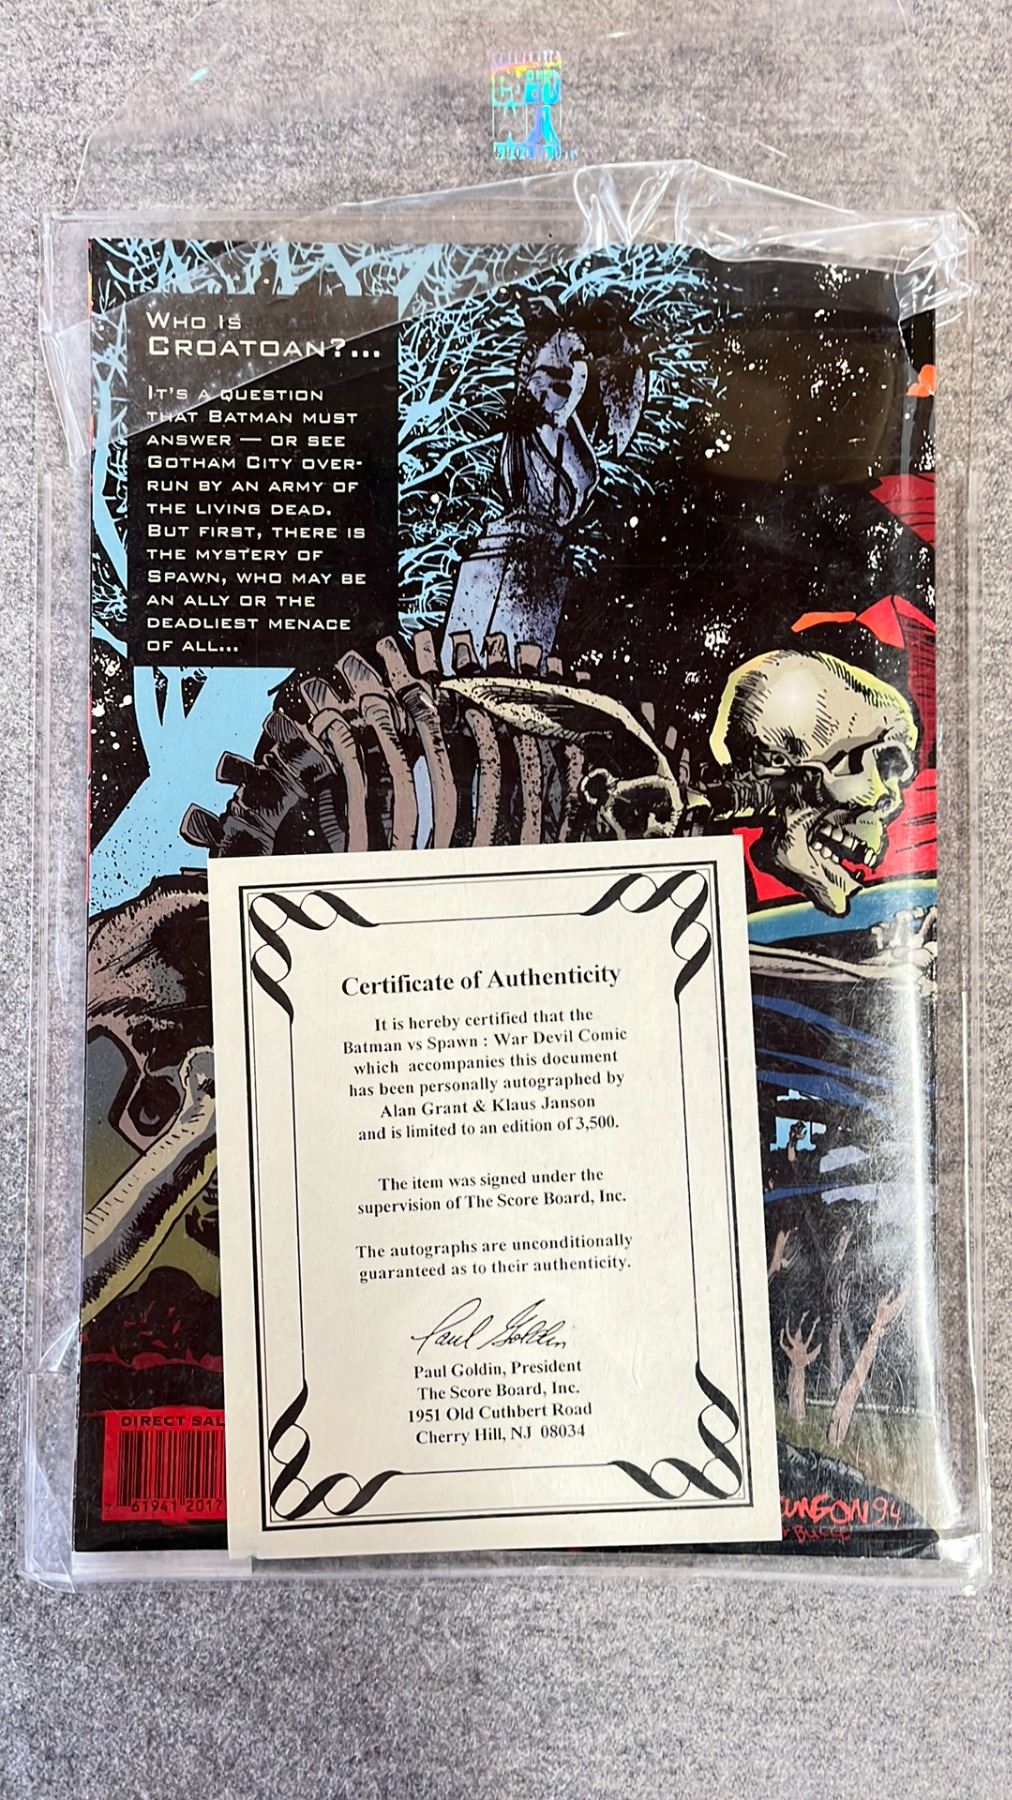 Who Is
Croatoan?...
It's a question
that Batman must
answer — or see
Gotham City over-
run by an army of
the living dead.
But first, there is
the mystery of
Spawn, who may be
an ally or the
deadliest menace
of all...
Certificate of Authenticity
It is hereby certified that the
Batman vs Spawn : War Devil Comic
which accompanies this document
has been personally autographed by
Alan Grant & Klaus Janson
and is limited to an edition of 3,500.
The item was signed under the
supervision of The Score Board, Inc.
The autographs are unconditionally
guaranteed as to their authenticity.
Paul Goldin
Paul Goldin, President
The Score Board, Inc.
1951 Old Cuthbert Road
Cherry Hill, NJ 08034
DIRECT SAL
61941 2017
94